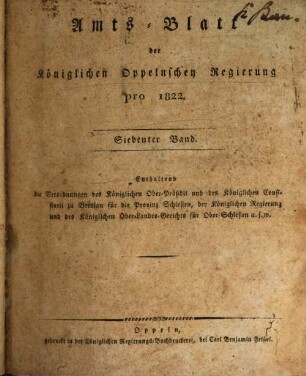 Amts-Blatt
der
Königlichen Oppelnschen Regierung
pro 1822.
Siebenter Band.
Enthaltend
die Verordnungen des Königlichen Ober-Präsidii und des Königlichen Consi-
storii zu Breslau für die Provinz Schlesien, der Königlichen Regierung
und des Königlichen Ober-Landes-Gerichts für Ober-Schlesien u. s. w.
Oppeln,
gedruckt in der Königlichen Regierungs-Buchdruckerei, bei Carl Benjamin Feistel.